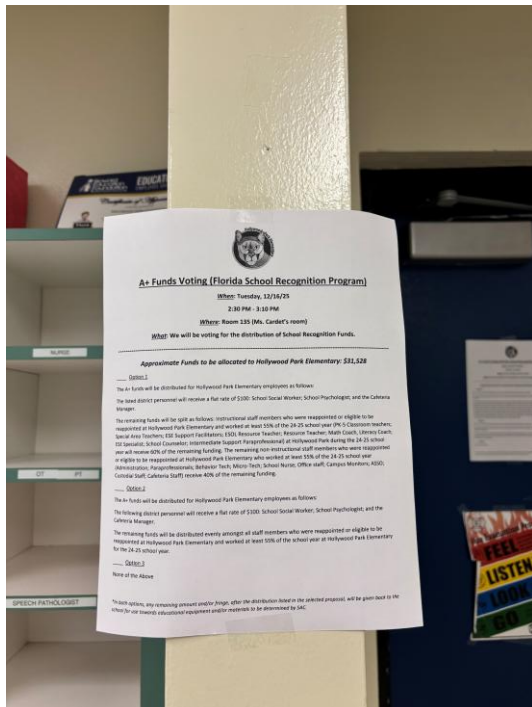 EDUCAT
Certificate of
A+ Funds Voting (Florida School Recognition Program)
When: Tuesday, 12/16/25
2:30 PM - 3:10 PM
Where: Room 135 (Ms. Cardet's room)
What: We will be voting for the distribution of School Recognition Funds.
Approximate Funds to be allocated to Hollywood Park Elementary: $31,528
____ Option 1
The A+ funds will be distributed for Hollywood Park Elementary employees as follows:
The listed district personnel will receive a flat rate of $100: School Social Worker, School Psychologist, and the Cafeteria
Manager.
The remaining funds will be split as follows: Instructional staff members who were reappointed or eligible to be
reappointed at Hollywood Park Elementary and worked at least 55% of the 24-25 school year (PK-5 Classroom teachers;
Special Area Teachers; ESE Support Facilitators; ESOL Resource Teacher; Resource Teacher; Math Coach, Literacy Coach,
ESE Specialist, School Counselor; Intermediate Support Paraprofessional) at Hollywood Park during the 24-25 school
year will receive 60% of the remaining funding. The remaining non-instructional staff members who were reappointed
or eligible to be reappointed at Hollywood Park Elementary who worked at least 55% of the 24-25 school year
(Administration; Paraprofessionals; Behavior Tech; Micro-Tech; School Nurse; Office staff; Campus Monitors; ASSO;
Custodial Staff; Cafeteria Staff) receive 40% of the remaining funding.
____ Option 2
The A+ funds will be distributed for Hollywood Park Elementary employees as follows:
The following district personnel will receive a flat rate of $100: School Social Worker, School Psychologist; and the
Cafeteria Manager.
The remaining funds will be distributed evenly amongst all staff members who were reappointed or eligible to be
reappointed at Hollywood Park Elementary and worked at least 55% of the school year at Hollywood Park Elementary
for the 24-25 school year.
____ Option 3
None of the Above
*In both options, any remaining amount and/or fringe, after the distribution listed in the selected proposal, will be given back to the
school for use towards educational equipment and/or materials to be determined by SAC.
NURSE
OT PT
SPEECH PATHOLOGIST
FEEL
LISTEN
LOOK
GO